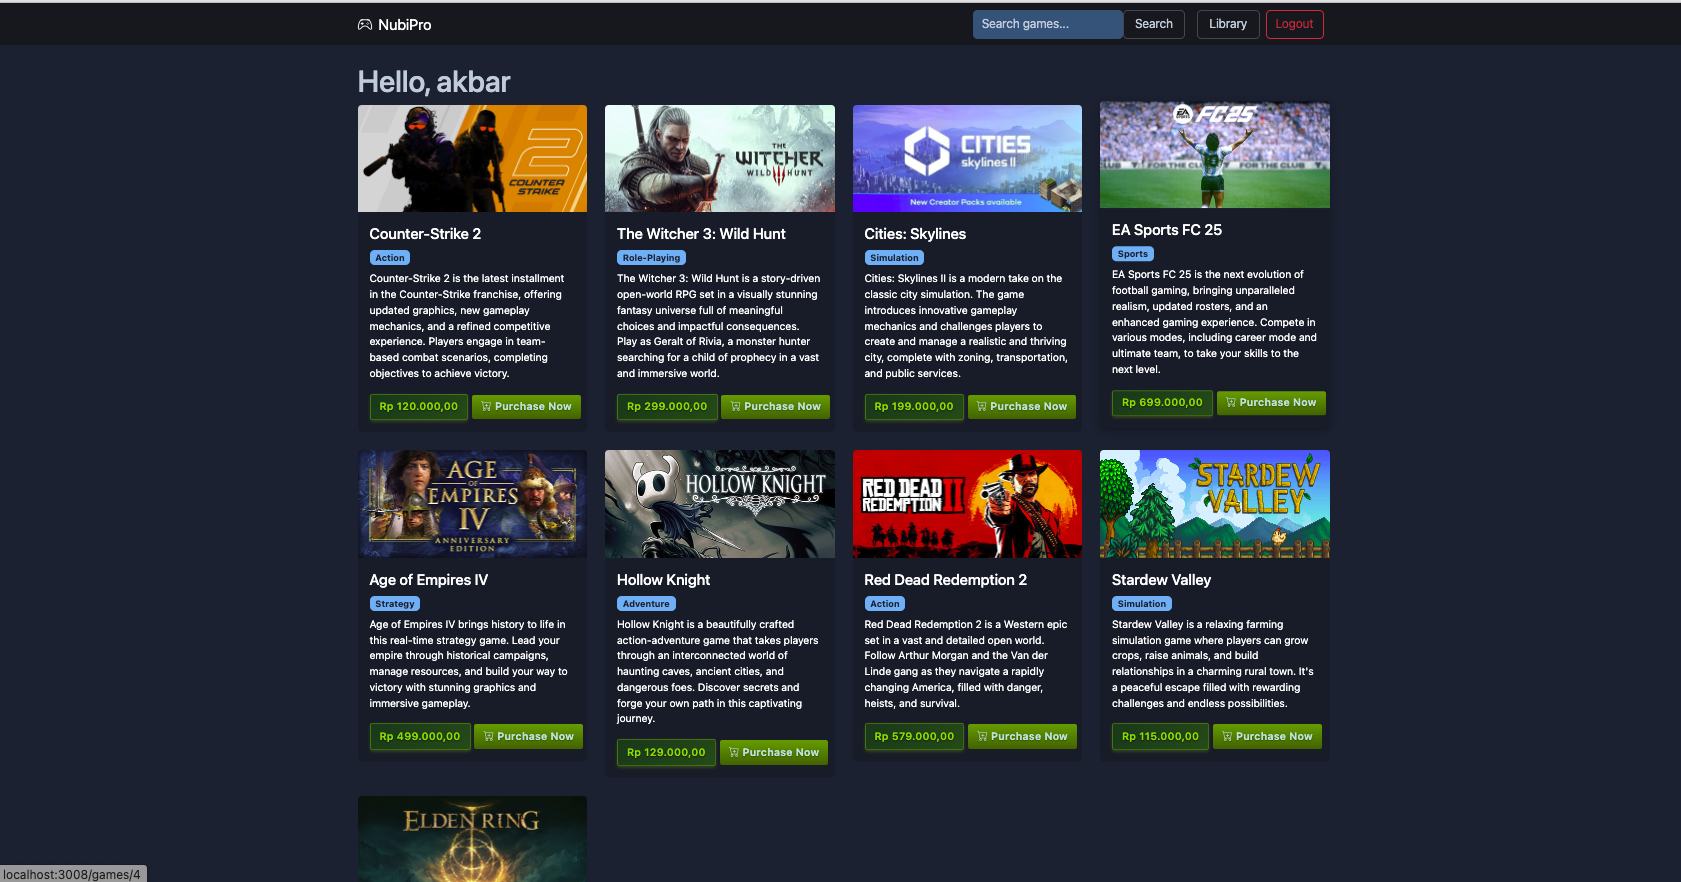 NubiPro
Search games...
Search
Library
Logout
Hello, akbar
2
COUNTER
STRIKE
THE
WITCHER
WILD HUNT
CITIES
skylines II
New Creator Packs available
EA SPORTS
FC 25
FOR THE CLUB
FOR THE CLUB
Counter-Strike 2
Action
Counter-Strike 2 is the latest installment
in the Counter-Strike franchise, offering
updated graphics, new gameplay
mechanics, and a refined competitive
experience. Players engage in team-
based combat scenarios, completing
objectives to achieve victory.
Rp 120.000,00
Purchase Now
The Witcher 3: Wild Hunt
Role-Playing
The Witcher 3: Wild Hunt is a story-driven
open-world RPG set in a visually stunning
fantasy universe full of meaningful
choices and impactful consequences.
Play as Geralt of Rivia, a monster hunter
searching for a child of prophecy in a vast
and immersive world.
Rp 299.000,00
Purchase Now
Cities: Skylines
Simulation
Cities: Skylines II is a modern take on the
classic city simulation. The game
introduces innovative gameplay
mechanics and challenges players to
create and manage a realistic and thriving
city, complete with zoning, transportation,
and public services.
Rp 199.000,00
Purchase Now
EA Sports FC 25
Sports
EA Sports FC 25 is the next evolution of
football gaming, bringing unparalleled
realism, updated rosters, and an
enhanced gaming experience. Compete in
various modes, including career mode and
ultimate team, to take your skills to the
next level.
Rp 699.000,00
Purchase Now
AGE
OF
EMPIRES
IV
ANNIVERSARY
EDITION
HOLLOW KNIGHT
RED DEAD
REDEMPTION
II
STARDEW
VALLEY
Age of Empires IV
Strategy
Age of Empires IV brings history to life in
this real-time strategy game. Lead your
empire through historical campaigns,
manage resources, and build your way to
victory with stunning graphics and
immersive gameplay.
Rp 499.000,00
Purchase Now
Hollow Knight
Adventure
Hollow Knight is a beautifully crafted
action-adventure game that takes players
through an interconnected world of
haunting caves, ancient cities, and
dangerous foes. Discover secrets and
forge your own path in this captivating
journey.
Rp 129.000,00
Purchase Now
Red Dead Redemption 2
Action
Red Dead Redemption 2 is a Western epic
set in a vast and detailed open world.
Follow Arthur Morgan and the Van der
Linde gang as they navigate a rapidly
changing America, filled with danger,
heists, and survival.
Rp 579.000,00
Purchase Now
Stardew Valley
Simulation
Stardew Valley is a relaxing farming
simulation game where players can grow
crops, raise animals, and build
relationships in a charming rural town. It's
a peaceful escape filled with rewarding
challenges and endless possibilities.
Rp 115.000,00
Purchase Now
ELDEN RING
localhost:3008/games/4